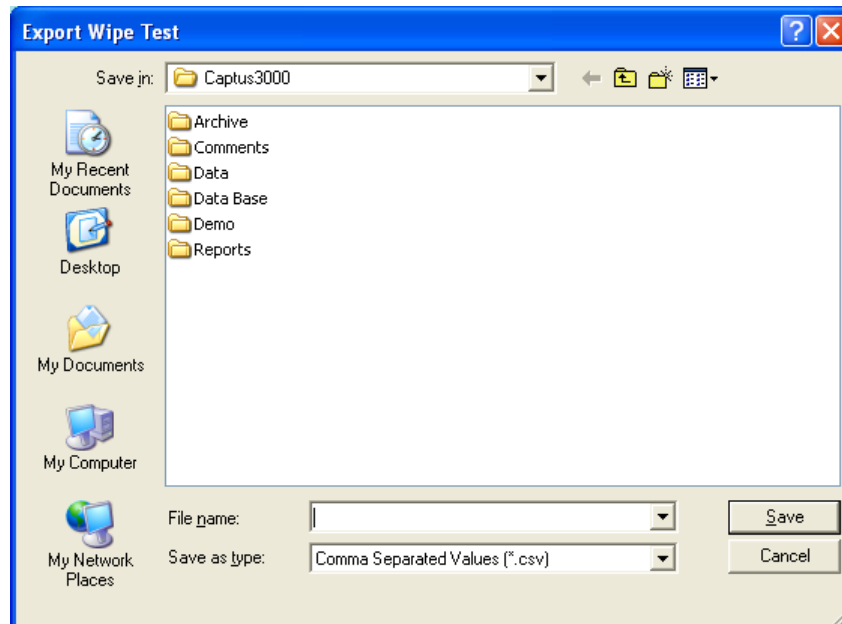 Export Wipe Test
Save in: Captus3000
Archive
Comments
Data
Data Base
Demo
Reports
My Recent
Documents
Desktop
My Documents
My Computer
My Network
Places
File name:
Save
Save as type: Comma Separated Values (*.csv)
Cancel